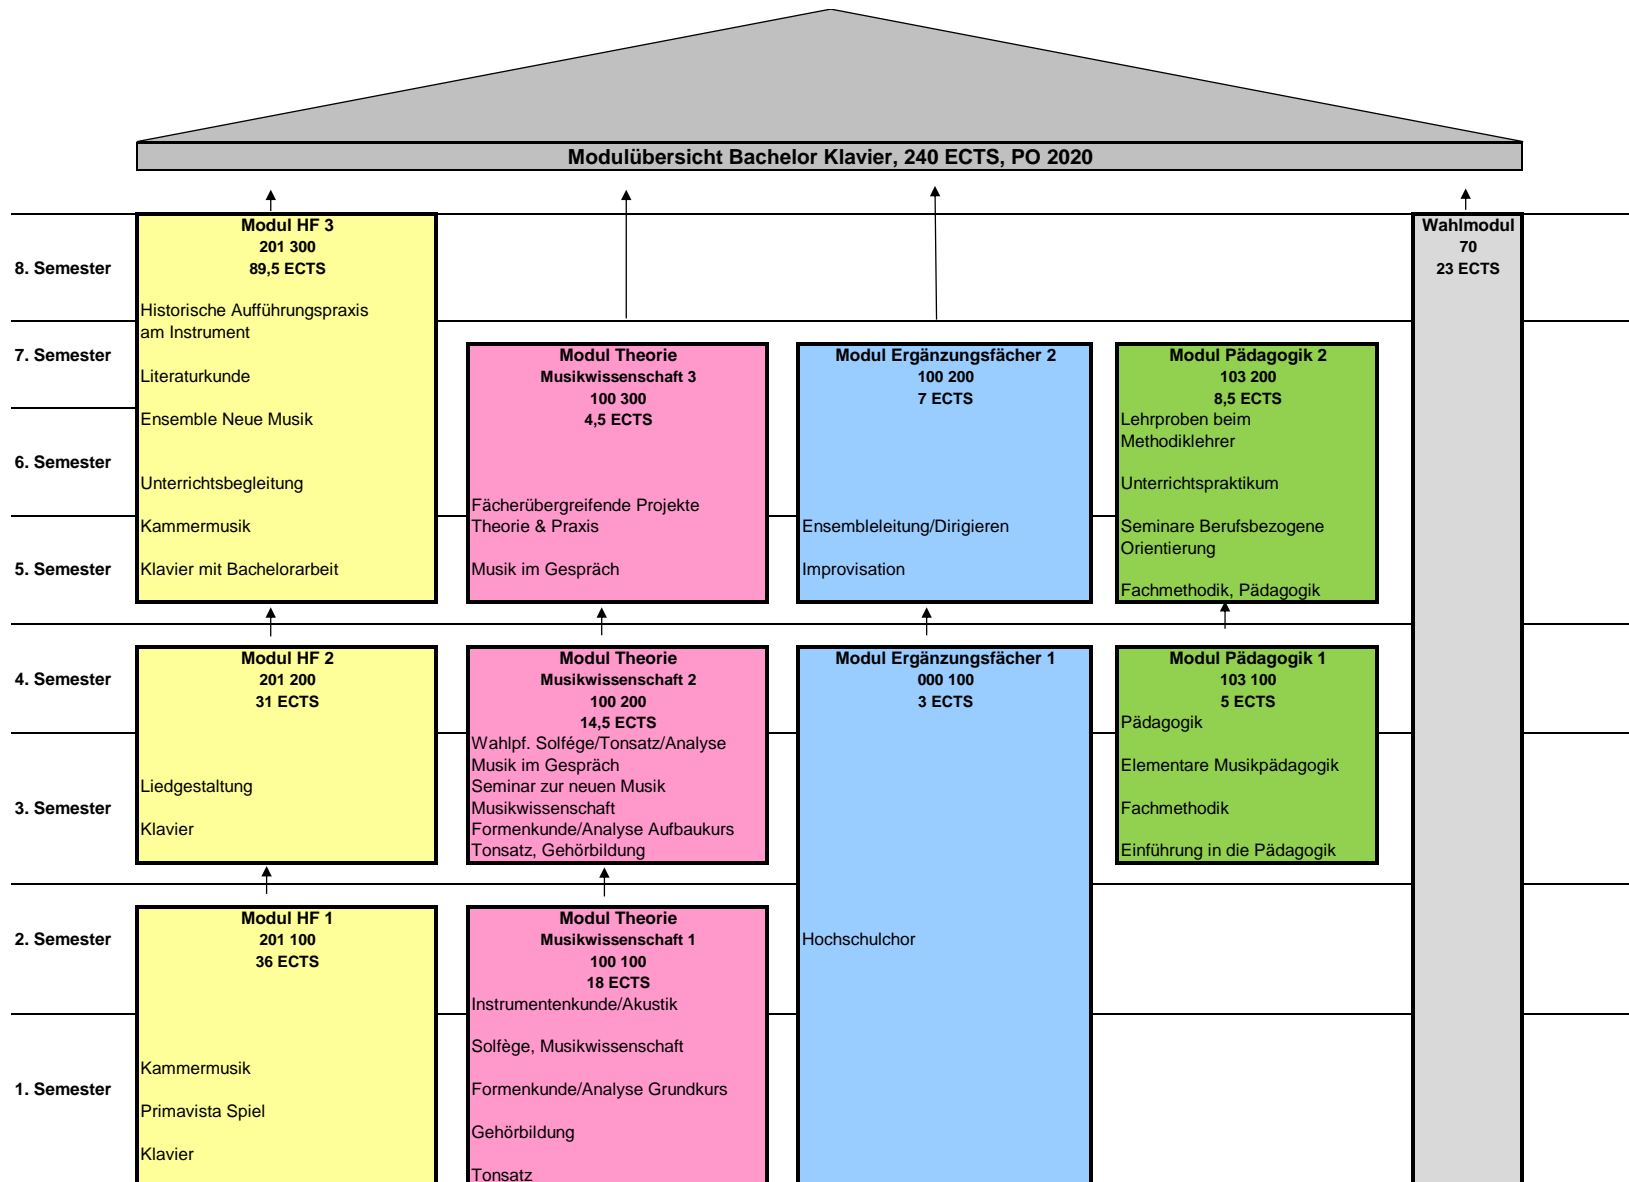 Modulübersicht Bachelor Klavier, 240 ECTS, PO 2020
8. Semester
7. Semester
6. Semester
5. Semester
4. Semester
3. Semester
2. Semester
1. Semester
Modul HF 3
201 300
89,5 ECTS
Historische Aufführungspraxis
am Instrument
Literaturkunde
Ensemble Neue Musik
Unterrichtsbegleitung
Kammermusik
Klavier mit Bachelorarbeit
Modul Theorie
Musikwissenschaft 3
100 300
4,5 ECTS
Fächerübergreifende Projekte
Theorie & Praxis
Musik im Gespräch
Modul Ergänzungsfächer 2
100 200
7 ECTS
Ensembleleitung/Dirigieren
Improvisation
Modul Pädagogik 2
103 200
8,5 ECTS
Lehrproben beim
Methodiklehrer
Unterrichtspraktikum
Seminare Berufsbezogene
Orientierung
Fachmethodik, Pädagogik
Wahlmodul
70
23 ECTS
Modul HF 2
201 200
31 ECTS
Liedgestaltung
Klavier
Modul Theorie
Musikwissenschaft 2
100 200
14,5 ECTS
Wahlpf. Solfége/Tonsatz/Analyse
Musik im Gespräch
Seminar zur neuen Musik
Musikwissenschaft
Formenkunde/Analyse Aufbaukurs
Tonsatz, Gehörbildung
Modul Ergänzungsfächer 1
000 100
3 ECTS
Hochschulchor
Modul Pädagogik 1
103 100
5 ECTS
Pädagogik
Elementare Musikpädagogik
Fachmethodik
Einführung in die Pädagogik
Modul HF 1
201 100
36 ECTS
Kammermusik
Primavista Spiel
Klavier
Modul Theorie
Musikwissenschaft 1
100 100
18 ECTS
Instrumentenkunde/Akustik
Solfège, Musikwissenschaft
Formenkunde/Analyse Grundkurs
Gehörbildung
Tonsatz